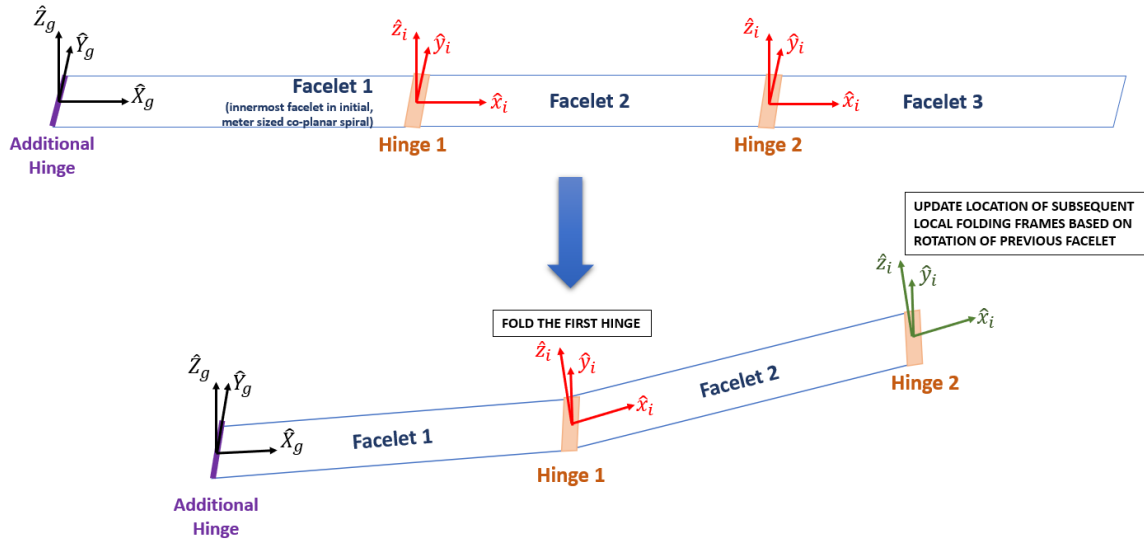 Ẑg
Ŷg
X̂g
Additional
Hinge
Facelet 1
(innermost facelet in initial,
meter sized co-planar spiral)
ẑi
ŷi
x̂i
Hinge 1
Facelet 2
ẑi
ŷi
x̂i
Hinge 2
Facelet 3
UPDATE LOCATION OF SUBSEQUENT
LOCAL FOLDING FRAMES BASED ON
ROTATION OF PREVIOUS FACELET
FOLD THE FIRST HINGE
Ẑg
Ŷg
X̂g
Additional
Hinge
Facelet 1
ẑi
ŷi
x̂i
Hinge 1
Facelet 2
ẑi
ŷi
x̂i
Hinge 2